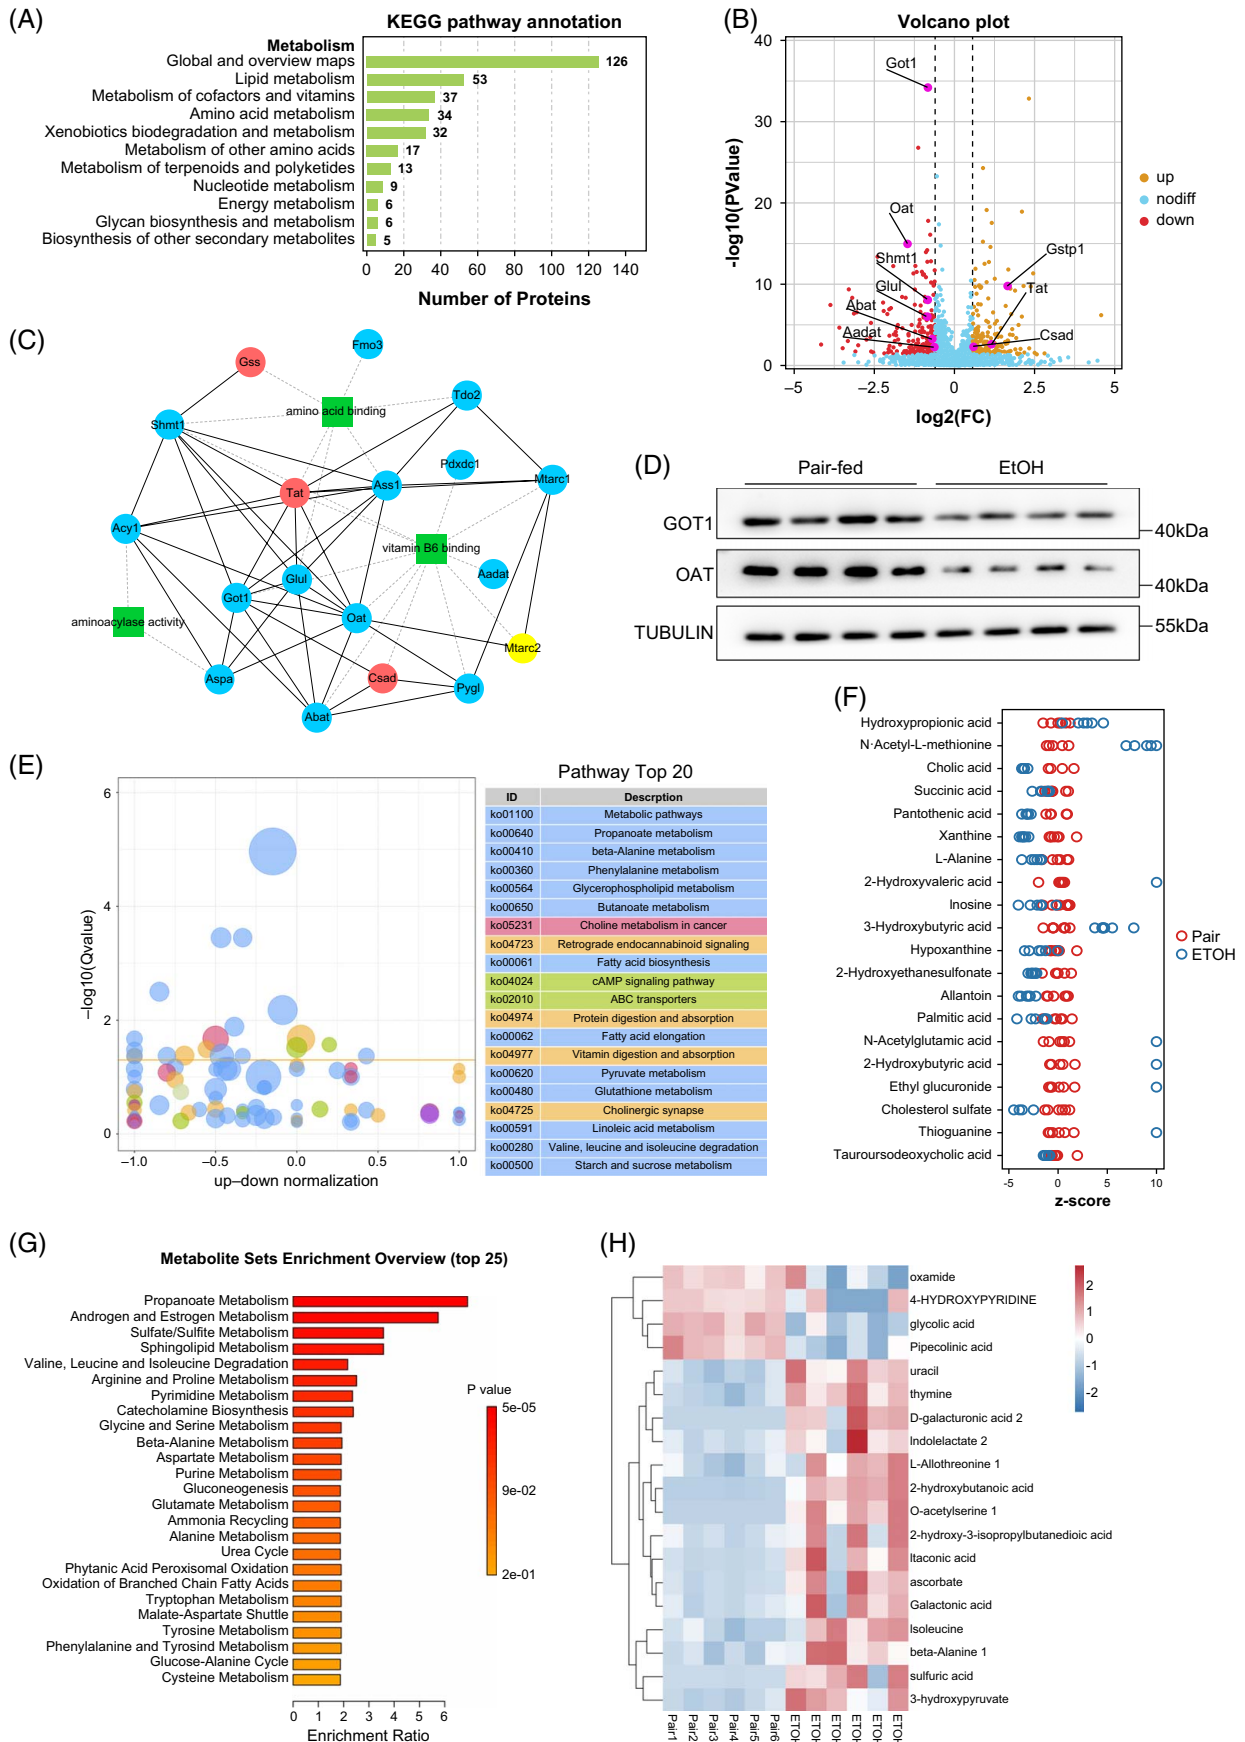 (A)
KEGG pathway annotation
Metabolism
Global and overview maps 126
Lipid metabolism 53
Metabolism of cofactors and vitamins 37
Amino acid metabolism 34
Xenobiotics biodegradation and metabolism 32
Metabolism of other amino acids 17
Metabolism of terpenoids and polyketides 13
Nucleotide metabolism 9
Energy metabolism 6
Glycan biosynthesis and metabolism 6
Biosynthesis of other secondary metabolites 5
0 20 40 60 80 100 120 140
Number of Proteins
(B)
Volcano plot
40
30
20
10
0
-log10(PValue)
Got1
Oat
Shmt1
Glul
Abat
Aadat
Gstp1
Tat
Csad
−5 −2.5 0 2.5 5
log2(FC)
up
nodiff
down
(C)
Fmo3
Gss
amino acid binding
Tdo2
Shmt1
Pdxdc1
Tat
Ass1
Mtarc1
Acy1
vitamin B6 binding
Glul
Aadat
Got1
Oat
aminoacylase activity
Mtarc2
Aspa
Csad
Pygl
Abat
(D)
Pair-fed EtOH
GOT1 40kDa
OAT 40kDa
TUBULIN 55kDa
(E)
6
4
2
0
−log10(Qvalue)
−1.0 −0.5 0.0 0.5 1.0
up–down normalization
Pathway Top 20
ID Descrption
ko01100 Metabolic pathways
ko00640 Propanoate metabolism
ko00410 beta-Alanine metabolism
ko00360 Phenylalanine metabolism
ko00564 Glycerophospholipid metabolism
ko00650 Butanoate metabolism
ko05231 Choline metabolism in cancer
ko04723 Retrograde endocannabinoid signaling
ko00061 Fatty acid biosynthesis
ko04024 cAMP signaling pathway
ko02010 ABC transporters
ko04974 Protein digestion and absorption
ko00062 Fatty acid elongation
ko04977 Vitamin digestion and absorption
ko00620 Pyruvate metabolism
ko00480 Glutathione metabolism
ko04725 Cholinergic synapse
ko00591 Linoleic acid metabolism
ko00280 Valine, leucine and isoleucine degradation
ko00500 Starch and sucrose metabolism
(F)
Hydroxypropionic acid
N·Acetyl-L-methionine
Cholic acid
Succinic acid
Pantothenic acid
Xanthine
L-Alanine
2-Hydroxyvaleric acid
Inosine
3-Hydroxybutyric acid
Hypoxanthine
2-Hydroxyethanesulfonate
Allantoin
Palmitic acid
N-Acetylglutamic acid
2-Hydroxybutyric acid
Ethyl glucuronide
Cholesterol sulfate
Thioguanine
Tauroursodeoxycholic acid
-5 0 5 10
z-score
Pair
ETOH
(G)
Metabolite Sets Enrichment Overview (top 25)
Propanoate Metabolism
Androgen and Estrogen Metabolism
Sulfate/Sulfite Metabolism
Sphingolipid Metabolism
Valine, Leucine and Isoleucine Degradation
Arginine and Proline Metabolism
Pyrimidine Metabolism
Catecholamine Biosynthesis
Glycine and Serine Metabolism
Beta-Alanine Metabolism
Aspartate Metabolism
Purine Metabolism
Gluconeogenesis
Glutamate Metabolism
Ammonia Recycling
Alanine Metabolism
Urea Cycle
Phytanic Acid Peroxisomal Oxidation
Oxidation of Branched Chain Fatty Acids
Tryptophan Metabolism
Malate-Aspartate Shuttle
Tyrosine Metabolism
Phenylalanine and Tyrosind Metabolism
Glucose-Alanine Cycle
Cysteine Metabolism
0 1 2 3 4 5 6
Enrichment Ratio
P value
5e-05
9e-02
2e-01
(H)
oxamide
4-HYDROXYPYRIDINE
glycolic acid
Pipecolinic acid
uracil
thymine
D-galacturonic acid 2
Indolelactate 2
L-Allothreonine 1
2-hydroxybutanoic acid
O-acetylserine 1
2-hydroxy-3-isopropylbutanedioic acid
Itaconic acid
ascorbate
Galactonic acid
Isoleucine
beta-Alanine 1
sulfuric acid
3-hydroxypyruvate
Pair1 Pair2 Pair3 Pair4 Pair5 Pair6 ETOH ETOH ETOH ETOH ETOH ETOH
2
1
0
-1
-2